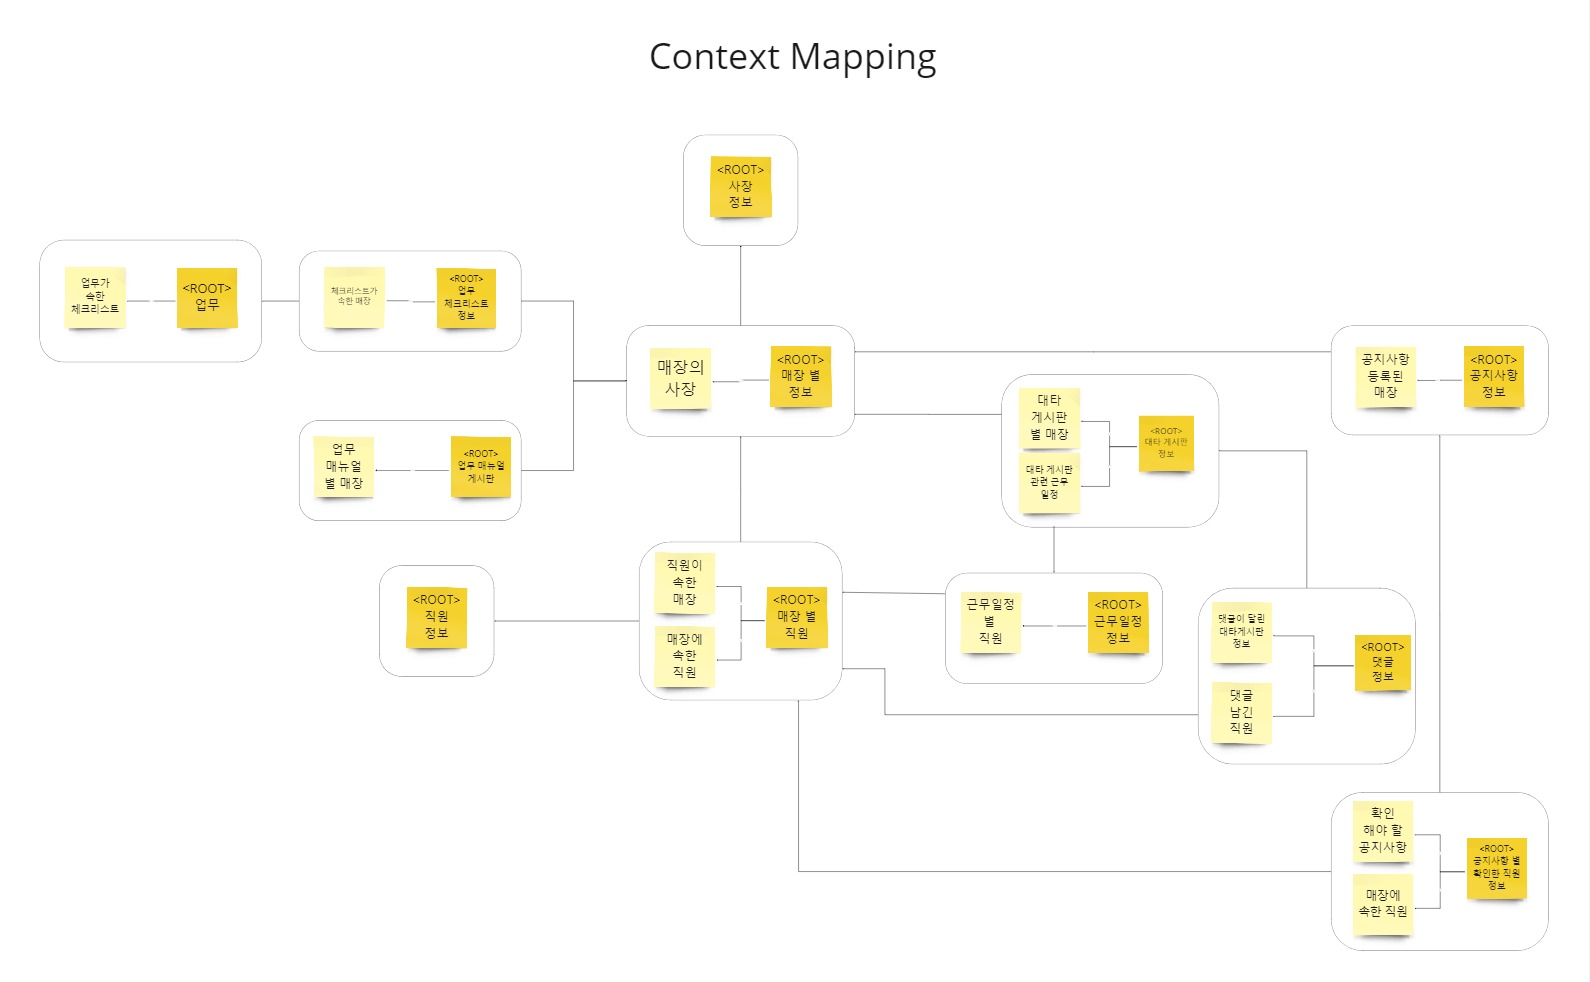 Context Mapping
<ROOT>
사장
정보
업무가
속한
체크리스트
<ROOT>
업무
체크리스트가
속한 매장
<ROOT>
업무
체크리스트
정보
매장의
사장
<ROOT>
매장 별
정보
공지사항
등록된
매장
<ROOT>
공지사항
정보
대타
게시판
별 매장
대타 게시판
관련 근무
일정
<ROOT>
대타 게시판
정보
업무
매뉴얼
별 매장
<ROOT>
업무 매뉴얼
게시판
<ROOT>
직원
정보
직원이
속한
매장
매장에
속한
직원
<ROOT>
매장 별
직원
근무일정
별
직원
<ROOT>
근무일정
정보
댓글이 달린
대타게시판
정보
댓글
남긴
직원
<ROOT>
댓글
정보
확인
해야 할
공지사항
매장에
속한 직원
<ROOT>
공지사항 별
확인한 직원
정보